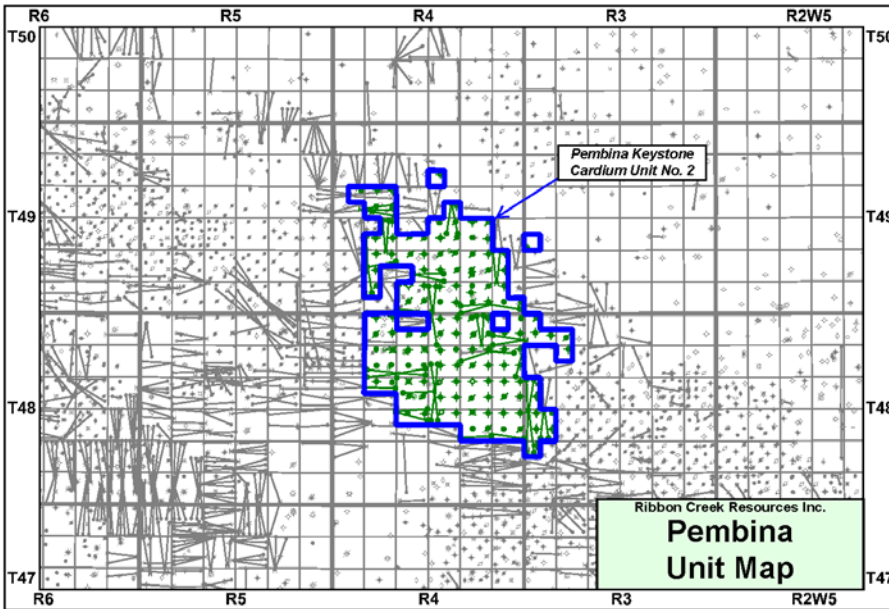 R6 R5 R4 R3 R2W5
T50 T50
Pembina Keystone
Cardium Unit No. 2
T49 T49
T48 T48
Ribbon Creek Resources Inc.
Pembina
Unit Map
T47 T47
R6 R5 R4 R3 R2W5